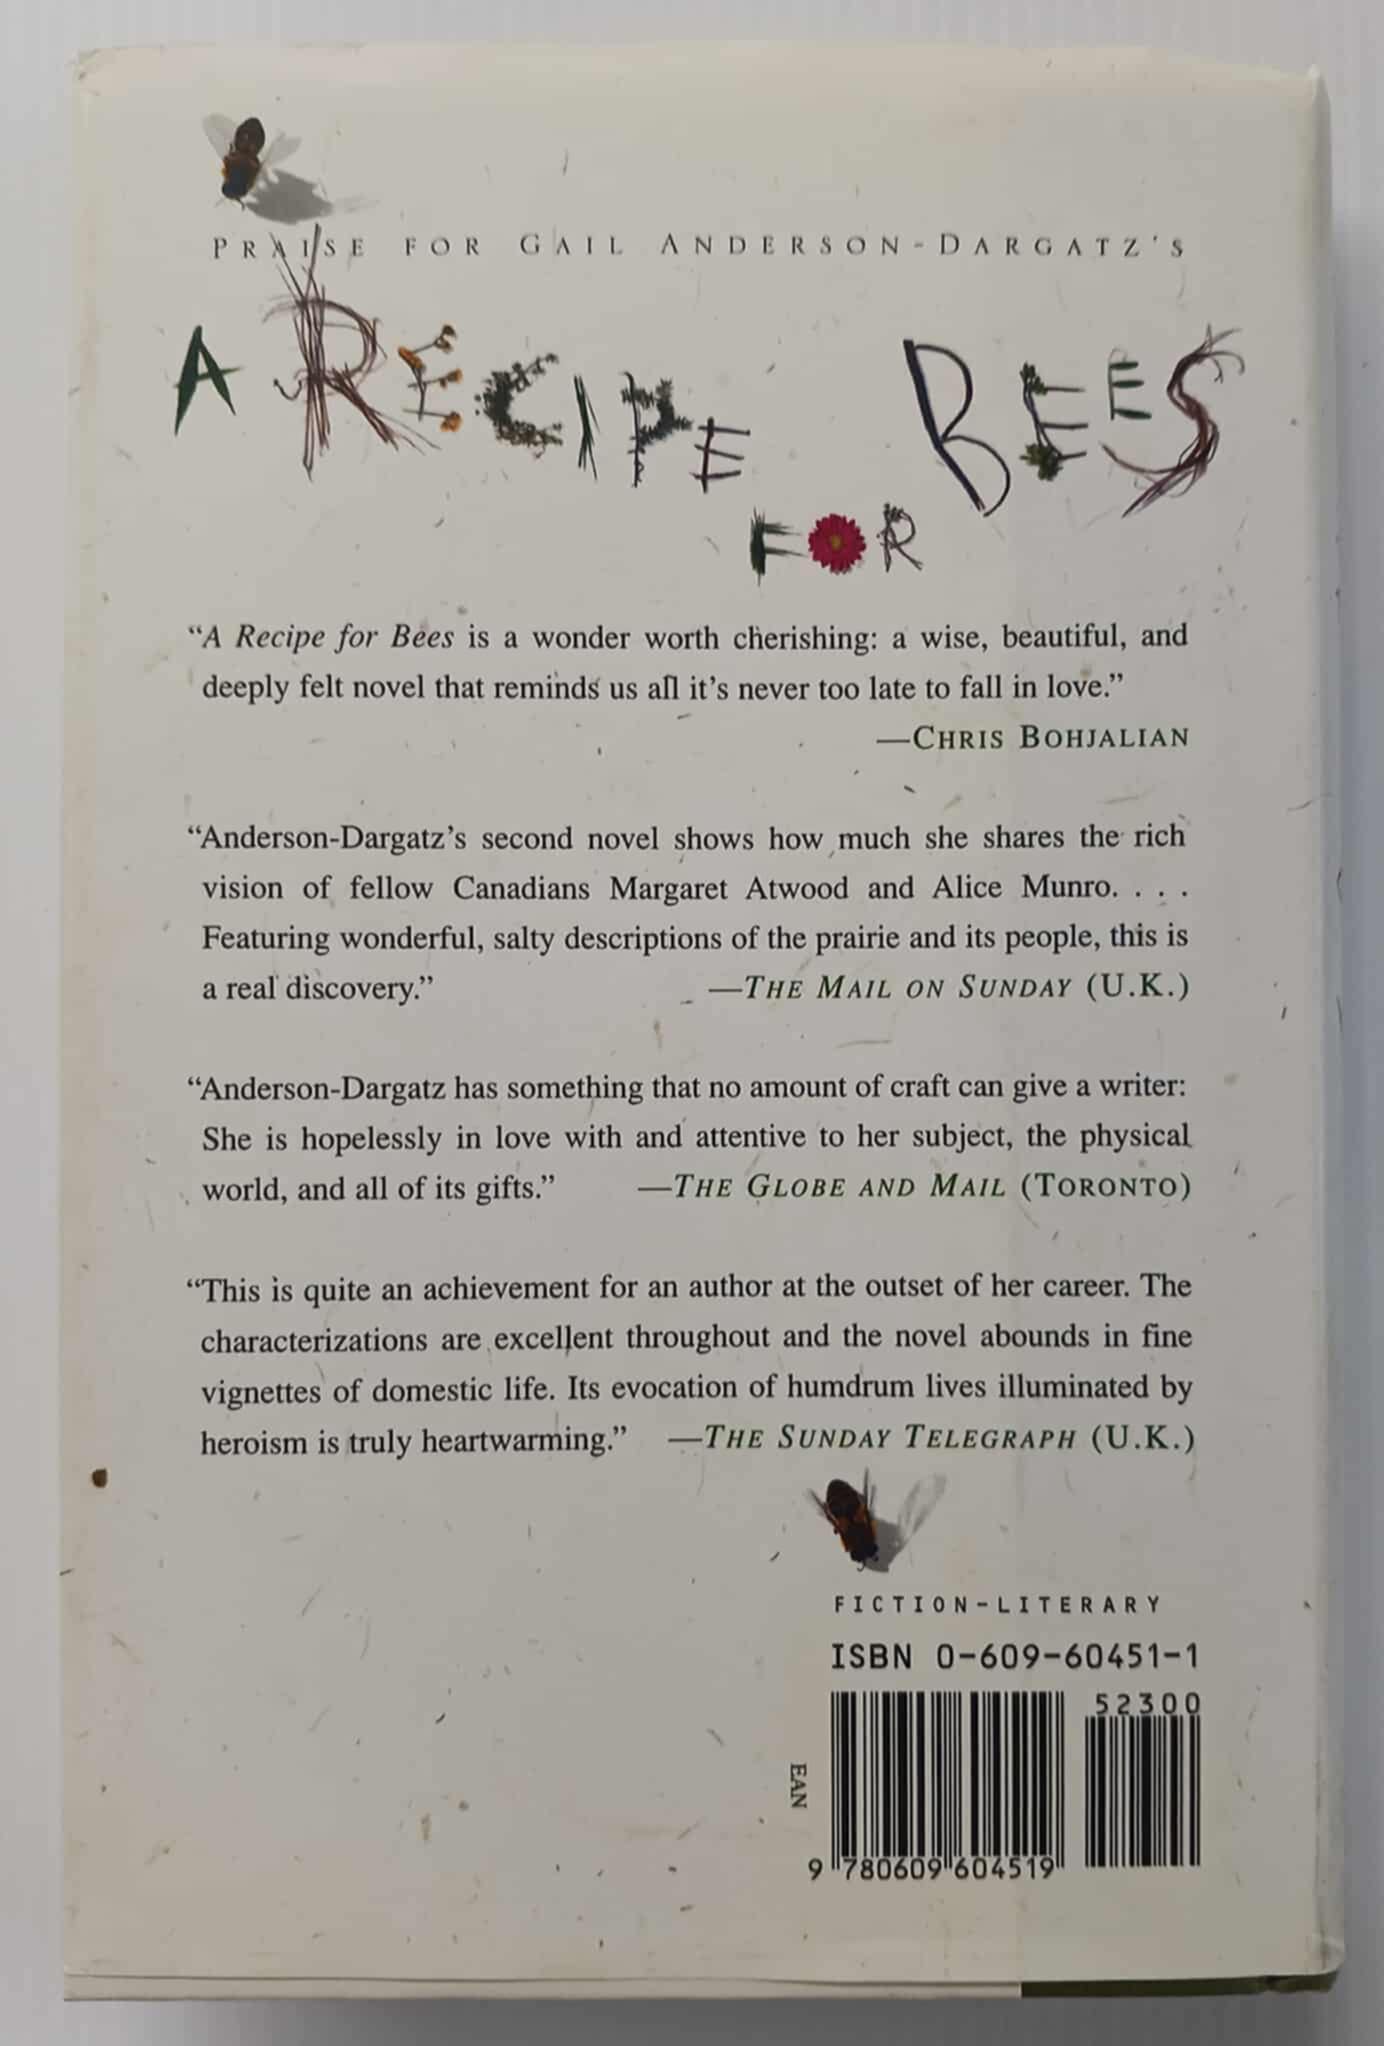 PRAISE FOR GAIL ANDERSON-DARGATZ'S
A RECIPE
FOR
BEES
“A Recipe for Bees is a wonder worth cherishing: a wise, beautiful, and
deeply felt novel that reminds us all it’s never too late to fall in love.”
—CHRIS BOHJALIAN
“Anderson-Dargatz’s second novel shows how much she shares the rich
vision of fellow Canadians Margaret Atwood and Alice Munro. . . .
Featuring wonderful, salty descriptions of the prairie and its people, this is
a real discovery.” —THE MAIL ON SUNDAY (U.K.)
“Anderson-Dargatz has something that no amount of craft can give a writer:
She is hopelessly in love with and attentive to her subject, the physical
world, and all of its gifts.” —THE GLOBE AND MAIL (TORONTO)
“This is quite an achievement for an author at the outset of her career. The
characterizations are excellent throughout and the novel abounds in fine
vignettes of domestic life. Its evocation of humdrum lives illuminated by
heroism is truly heartwarming.” —THE SUNDAY TELEGRAPH (U.K.)
FICTION-LITERARY
ISBN 0-609-60451-1
52300
EAN
9 780609 604519